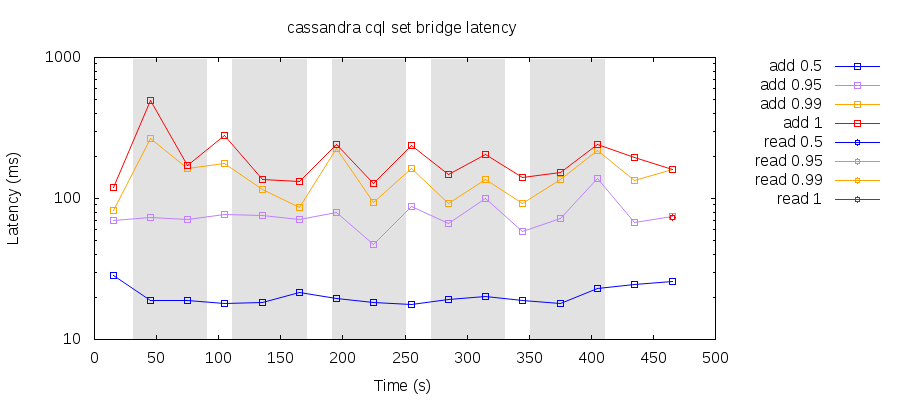 cassandra cql set bridge latency
1000
100
10
Latency (ms)
0 50 100 150 200 250 300 350 400 450 500
Time (s)
add 0.5
add 0.95
add 0.99
add 1
read 0.5
read 0.95
read 0.99
read 1